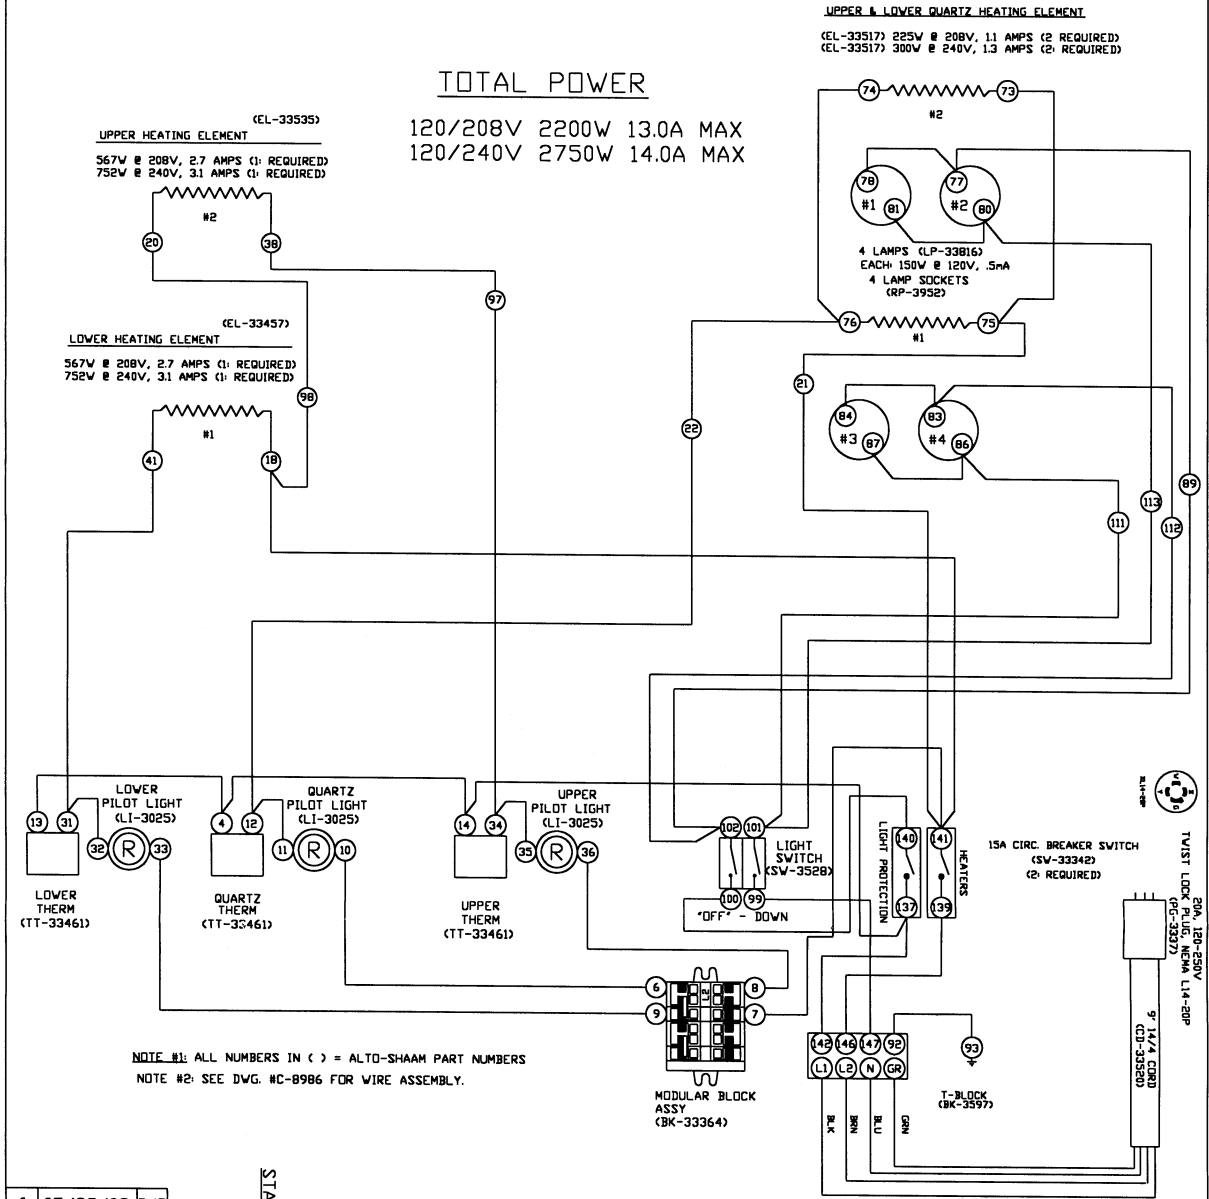 UPPER & LOWER QUARTZ HEATING ELEMENT
(EL-33517) 225W @ 208V, 1.1 AMPS (2 REQUIRED)
(EL-33517) 300W @ 240V, 1.3 AMPS (2: REQUIRED)
TOTAL POWER
120/208V 2200W 13.0A MAX
120/240V 2750W 14.0A MAX
(EL-33535)
UPPER HEATING ELEMENT
567W @ 208V, 2.7 AMPS (1: REQUIRED)
752W @ 240V, 3.1 AMPS (1: REQUIRED)
#2
20
38
97
(EL-33457)
LOWER HEATING ELEMENT
567W @ 208V, 2.7 AMPS (1: REQUIRED)
752W @ 240V, 3.1 AMPS (1: REQUIRED)
98
#1
41
18
74
73
#2
78
77
#1
81
#2
80
4 LAMPS (LP-33816)
EACH: 150W @ 120V, .5mA
4 LAMP SOCKETS
(RP-3952)
76
75
#1
21
22
84
83
#3
87
#4
86
89
113
111
112
LOWER
PILOT LIGHT
(LI-3025)
13
31
32
R
33
LOWER
THERM
(TT-33461)
QUARTZ
PILOT LIGHT
(LI-3025)
4
12
11
R
10
QUARTZ
THERM
(TT-33461)
UPPER
PILOT LIGHT
(LI-3025)
14
34
35
R
36
UPPER
THERM
(TT-33461)
102
101
LIGHT
SWITCH
(SW-3528)
100
99
"OFF" - DOWN
LIGHT PROTECTION
140
137
141
139
HEATERS
15A CIRC. BREAKER SWITCH
(SW-33342)
(2: REQUIRED)
20A, 120-250V
TWIST LOCK PLUG, NEMA L14-20P
(PG-3337)
9' 14/4 CORD
(CD-33520)
6
8
L2
9
7
MODULAR BLOCK
ASSY
(BK-33364)
142
146
147
92
93
L1
L2
N
GR
T-BLOCK
(BK-3597)
BLK
BRN
BLU
GRN
NOTE #1: ALL NUMBERS IN ( ) = ALTO-SHAAM PART NUMBERS
NOTE #2: SEE DWG. #C-8986 FOR WIRE ASSEMBLY.
STA